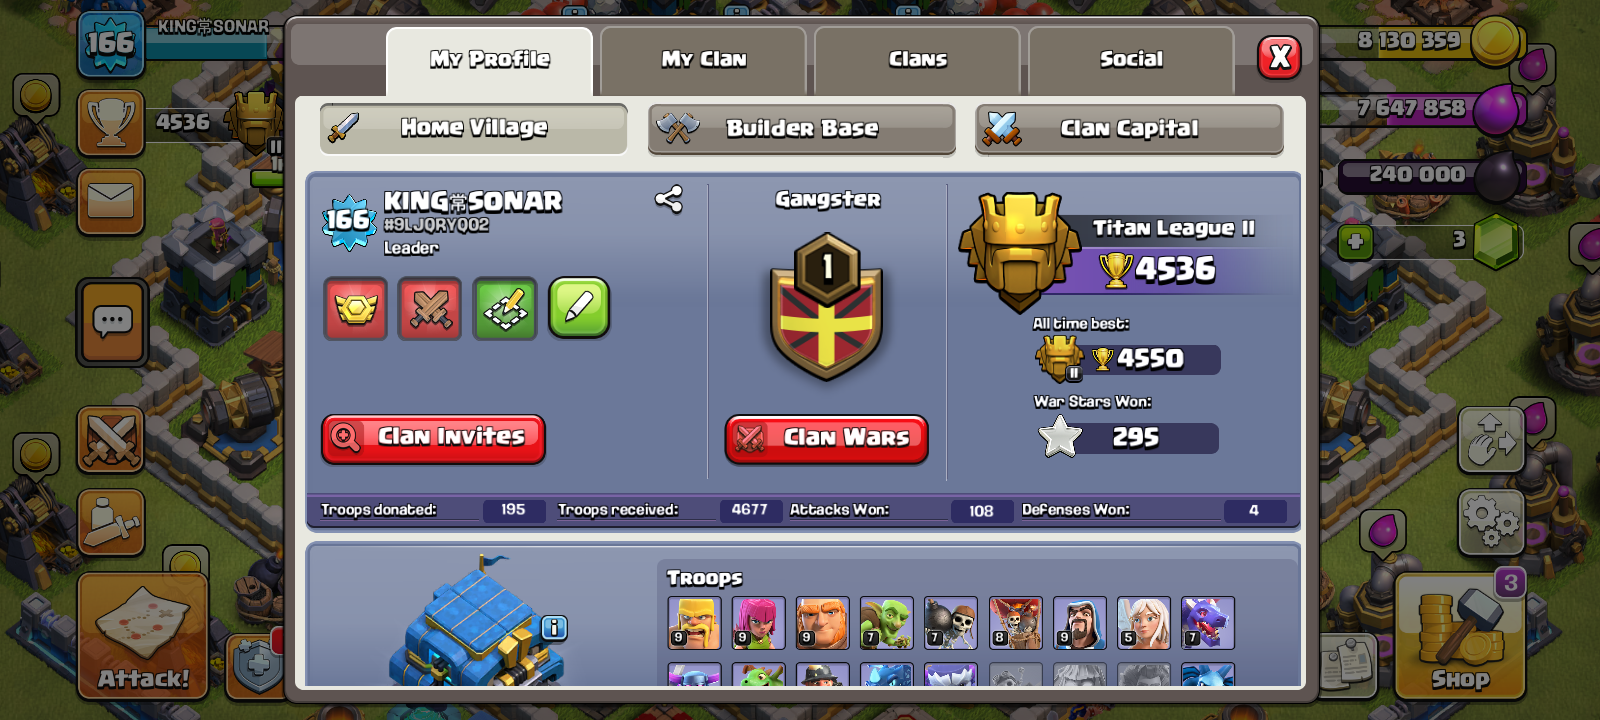 166
KING常SONAR
My Profile
My Clan
Clans
Social
X
8 130 359
4536
Home Village
Builder Base
Clan Capital
7 647 858
240 000
3
166
KING常SONAR
#9LJQRYQ02
Leader
Gangster
1
Titan League II
4536
All time best:
4550
War Stars Won:
295
Clan Invites
Clan Wars
Troops donated: 195
Troops received: 4677
Attacks Won: 108
Defenses Won: 4
Troops
9
9
9
7
7
8
9
5
7
Attack!
3
Shop